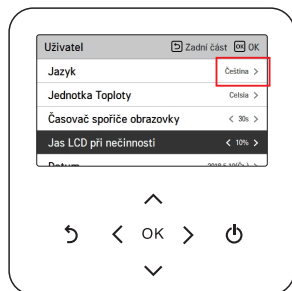 Uživatel Zadní část OK OK
Jazyk Čeština >
Jednotka Toploty Celsia >
Časovač spořiče obrazovky < 30s >
Jas LCD při nečinnosti < 10% >
Datum
< OK >